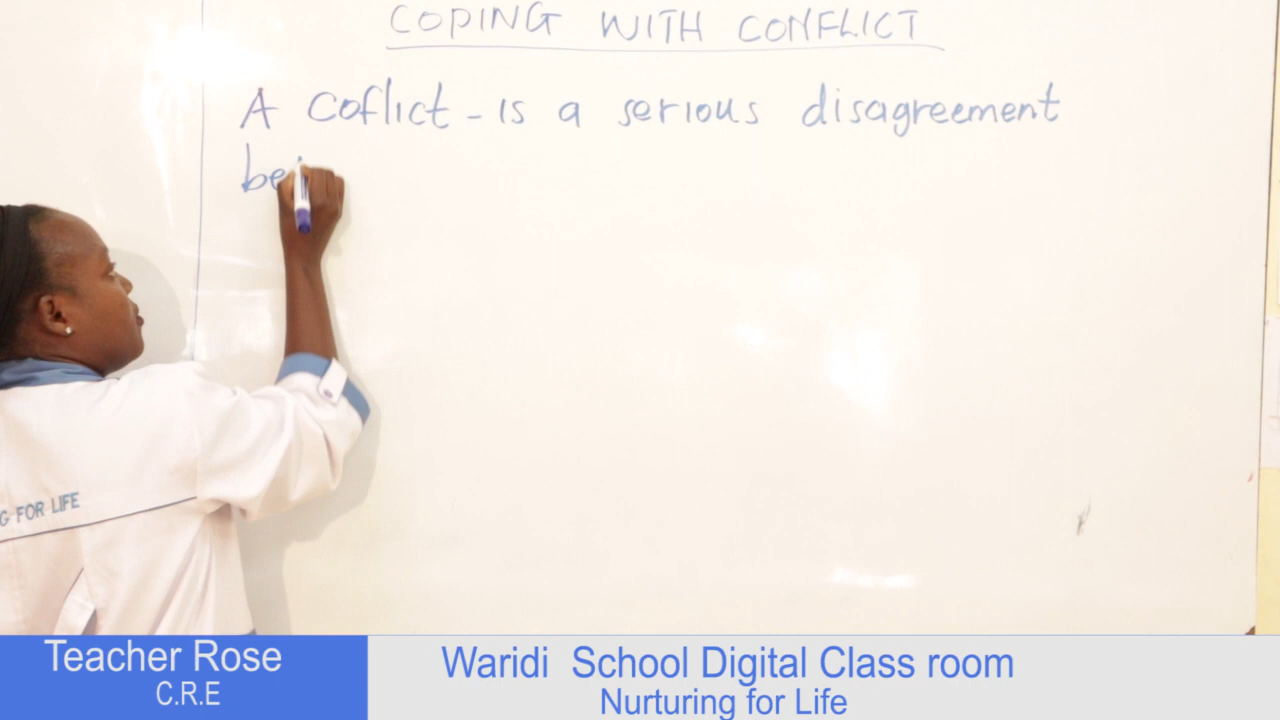 COPING WITH CONFLICT
A Coflict - is a serious disagreement
be
G FOR LIFE
Teacher Rose
C.R.E
Waridi School Digital Class room
Nurturing for Life